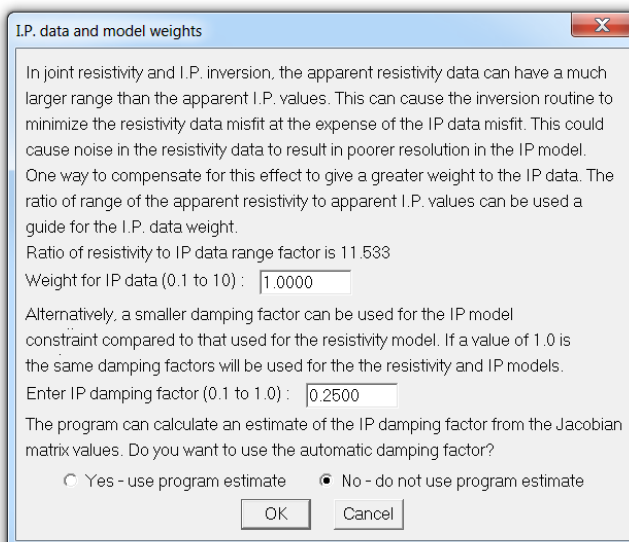 I.P. data and model weights
In joint resistivity and I.P. inversion, the apparent resistivity data can have a much
larger range than the apparent I.P. values. This can cause the inversion routine to
minimize the resistivity data misfit at the expense of the IP data misfit. This could
cause noise in the resistivity data to result in poorer resolution in the IP model.
One way to compensate for this effect to give a greater weight to the IP data. The
ratio of range of the apparent resistivity to apparent I.P. values can be used a
guide for the I.P. data weight.
Ratio of resistivity to IP data range factor is 11.533
Weight for IP data (0.1 to 10) : 1.0000
Alternatively, a smaller damping factor can be used for the IP model
constraint compared to that used for the resistivity model. If a value of 1.0 is
the same damping factors will be used for the the resistivity and IP models.
Enter IP damping factor (0.1 to 1.0) : 0.2500
The program can calculate an estimate of the IP damping factor from the Jacobian
matrix values. Do you want to use the automatic damping factor?
Yes - use program estimate No - do not use program estimate
OK Cancel